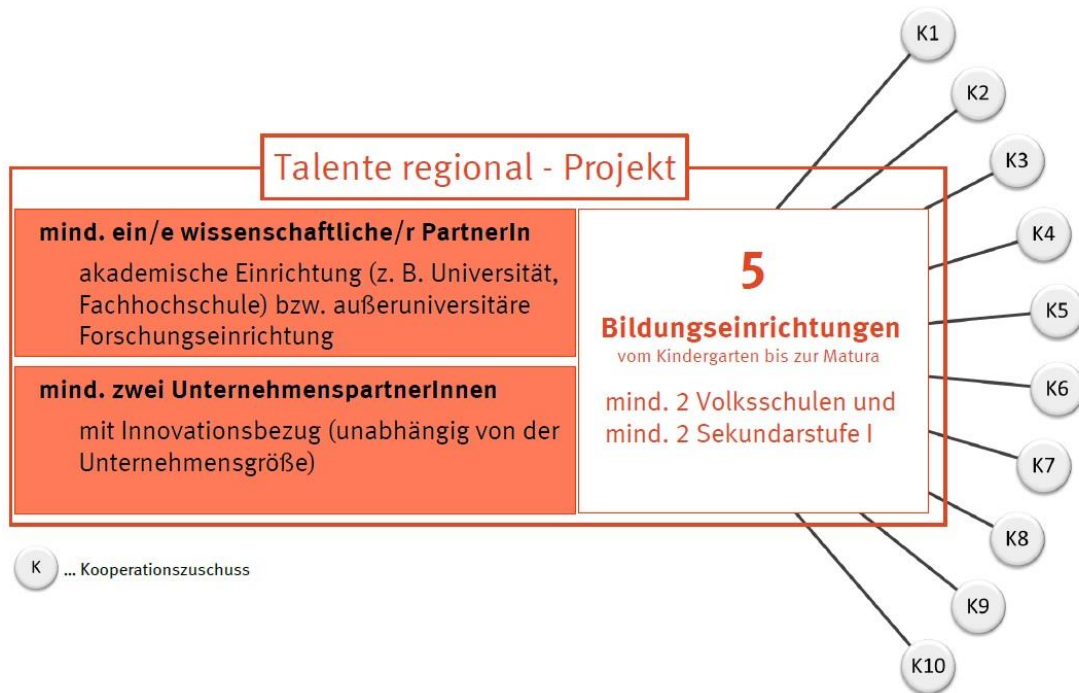 Talente regional - Projekt
mind. ein/e wissenschaftliche/r PartnerIn
akademische Einrichtung (z. B. Universität,
Fachhochschule) bzw. außeruniversitäre
Forschungseinrichtung
mind. zwei UnternehmenspartnerInnen
mit Innovationsbezug (unabhängig von der
Unternehmensgröße)
5
Bildungseinrichtungen
vom Kindergarten bis zur Matura
mind. 2 Volksschulen und
mind. 2 Sekundarstufe I
K1
K2
K3
K4
K5
K6
K7
K8
K9
K10
K ... Kooperationszuschuss